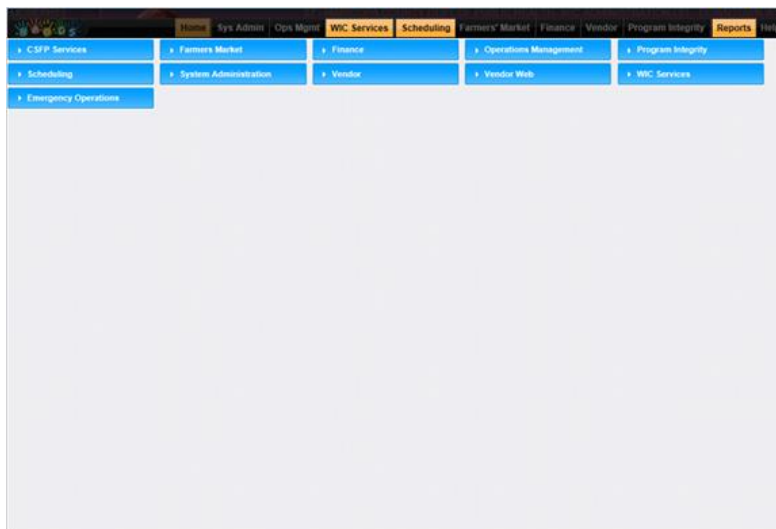 HANDS Home Sys Admin Ops Mgmt WIC Services Scheduling Farmers' Market Finance Vendor Program Integrity Reports
CSFP Services Farmers Market Finance Operations Management Program Integrity
Scheduling System Administration Vendor Vendor Web WIC Services
Emergency Operations